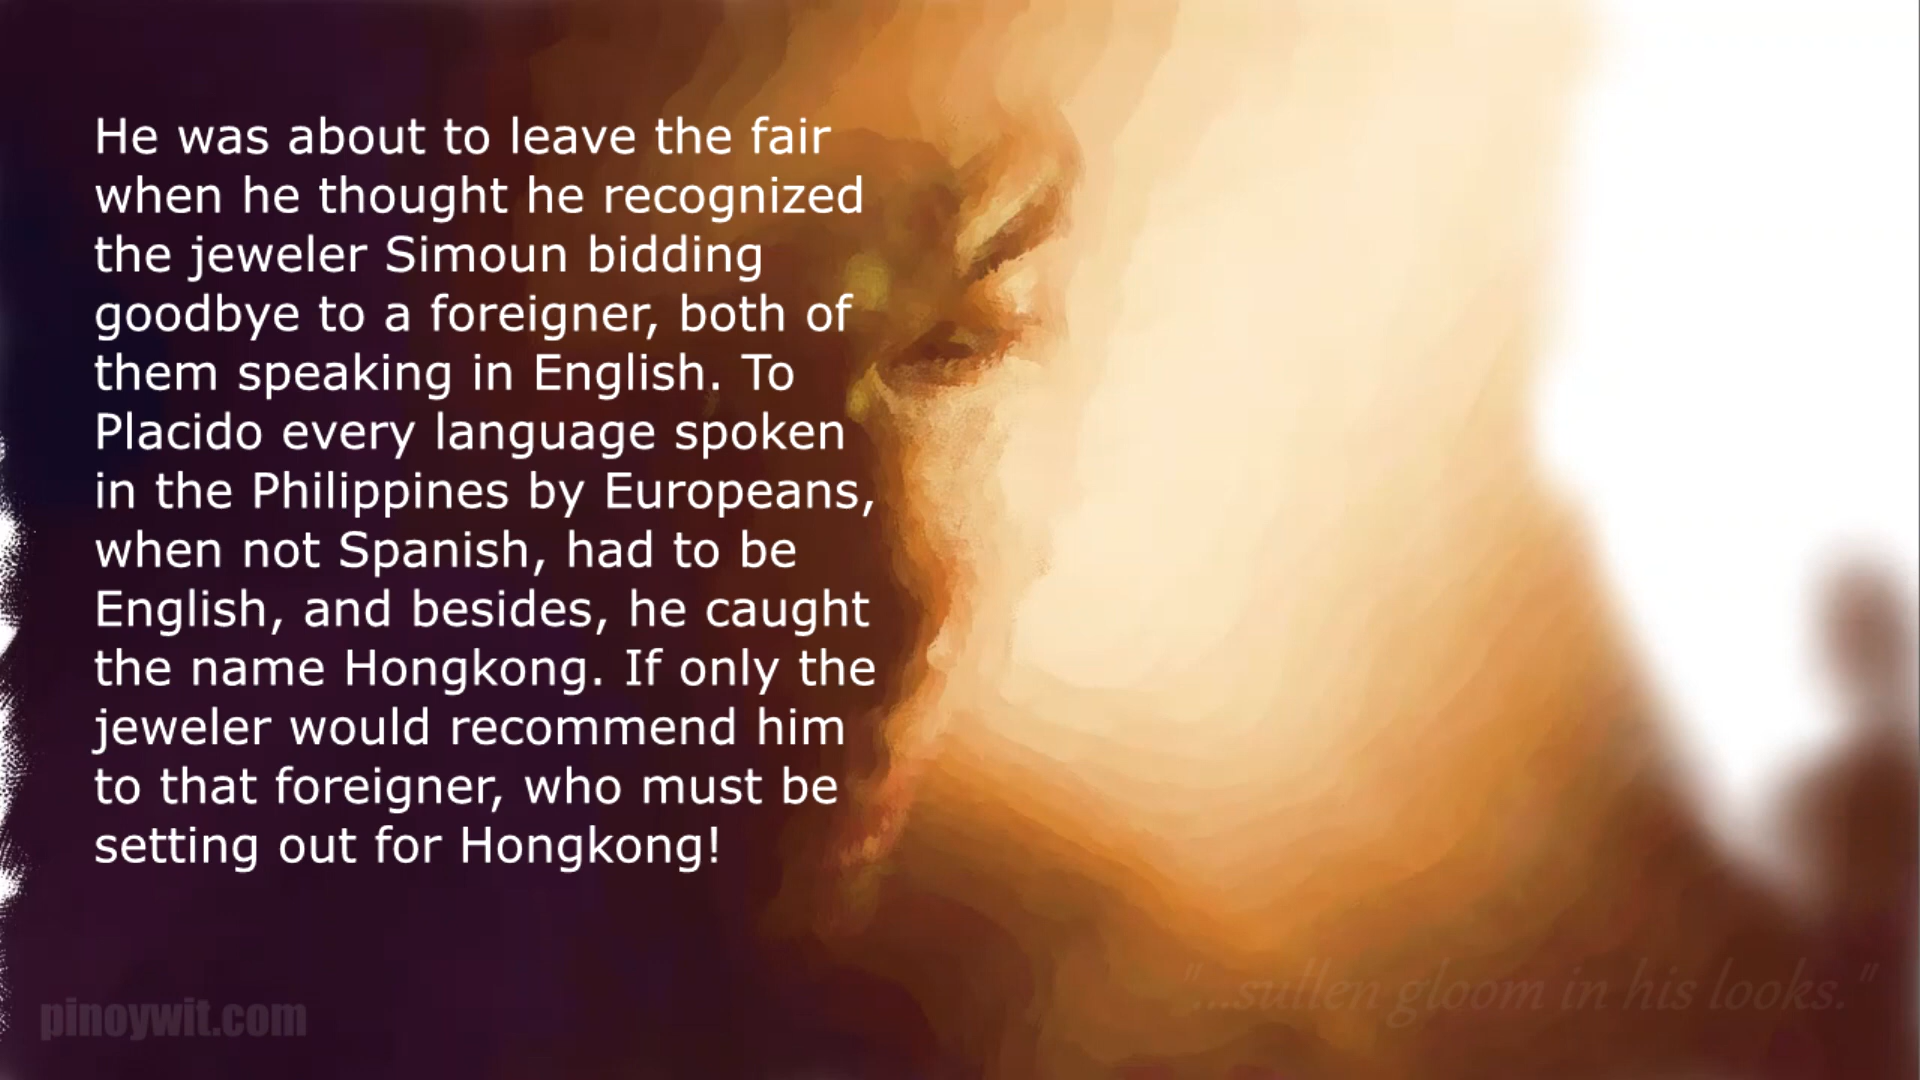 He was about to leave the fair
when he thought he recognized
the jeweler Simoun bidding
goodbye to a foreigner, both of
them speaking in English. To
Placido every language spoken
in the Philippines by Europeans,
when not Spanish, had to be
English, and besides, he caught
the name Hongkong. If only the
jeweler would recommend him
to that foreigner, who must be
setting out for Hongkong!
"...sullen gloom in his looks."
pinoywit.com